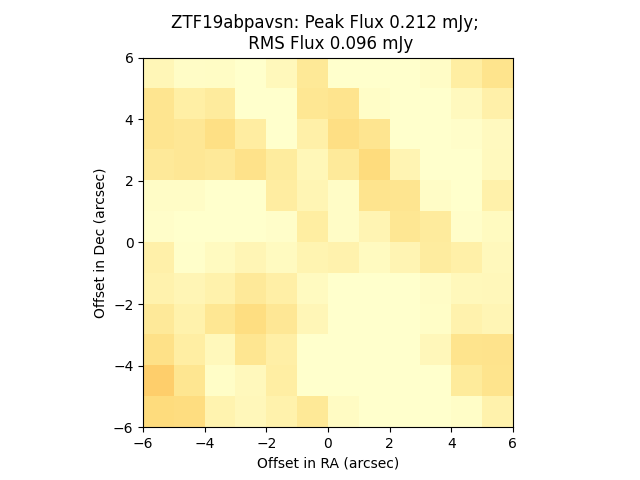 ZTF19abpavsn: Peak Flux 0.212 mJy;
RMS Flux 0.096 mJy
6
4
2
0
−2
−4
−6
−6 −4 −2 0 2 4 6
Offset in Dec (arcsec)
Offset in RA (arcsec)